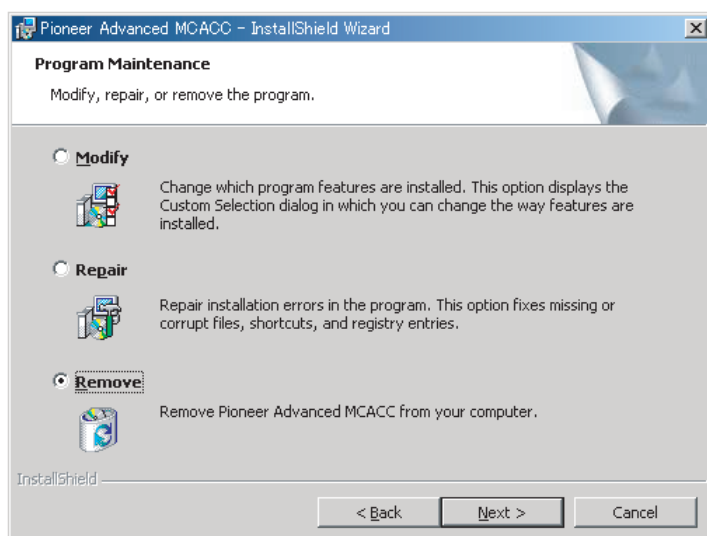 Pioneer Advanced MCACC - InstallShield Wizard
Program Maintenance
Modify, repair, or remove the program.
Modify
Change which program features are installed. This option displays the
Custom Selection dialog in which you can change the way features are
installed.
Repair
Repair installation errors in the program. This option fixes missing or
corrupt files, shortcuts, and registry entries.
Remove
Remove Pioneer Advanced MCACC from your computer.
InstallShield
< Back Next > Cancel